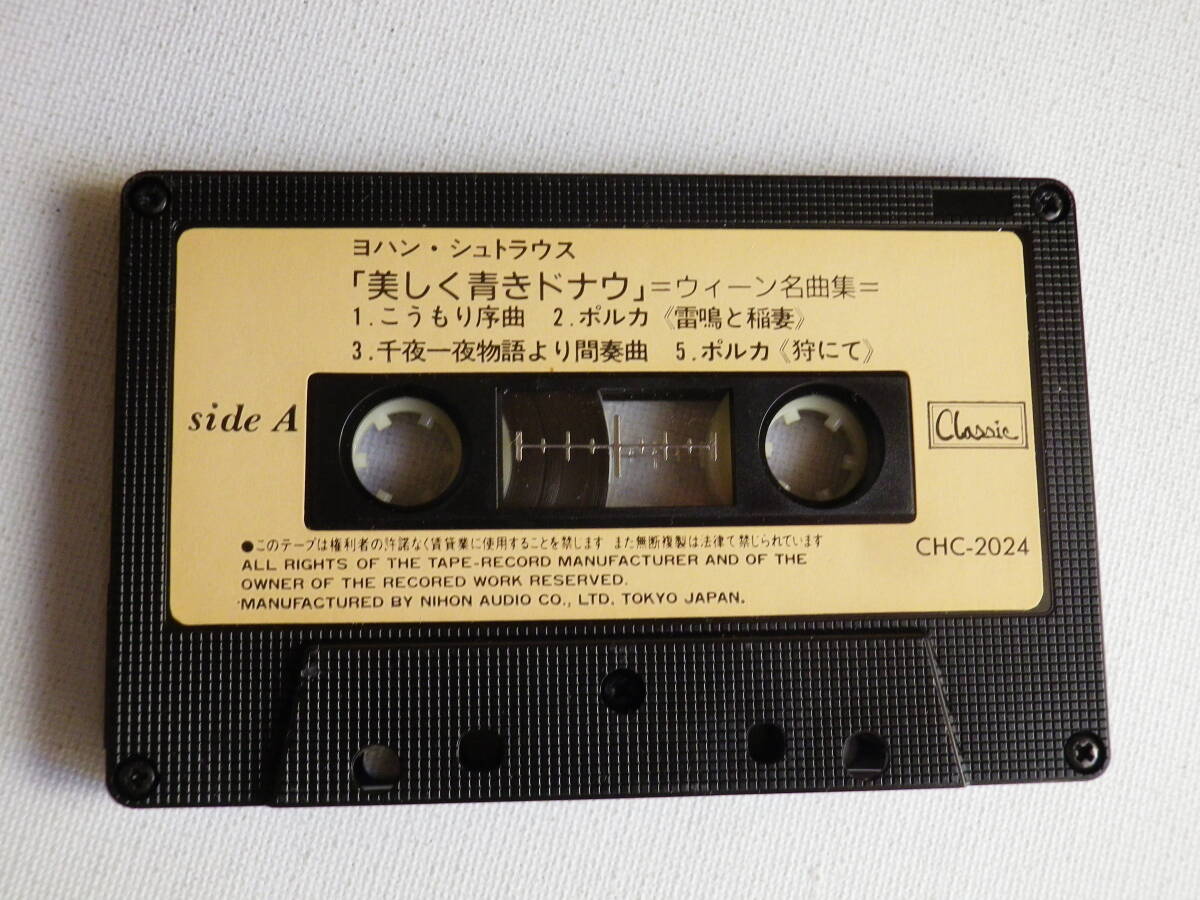 ヨハン・シュトラウス
「美しく青きドナウ」=ウィーン名曲集=
1.こうもり序曲 2.ポルカ《雷鳴と稲妻》
3.千夜一夜物語より間奏曲 5.ポルカ《狩にて》
side A
Classic
●このテープは権利者の許諾なく賃貸業に使用することを禁します また無断複製は法律て禁じられています
CHC-2024
ALL RIGHTS OF THE TAPE-RECORD MANUFACTURER AND OF THE
OWNER OF THE RECORED WORK RESERVED.
MANUFACTURED BY NIHON AUDIO CO., LTD. TOKYO JAPAN.